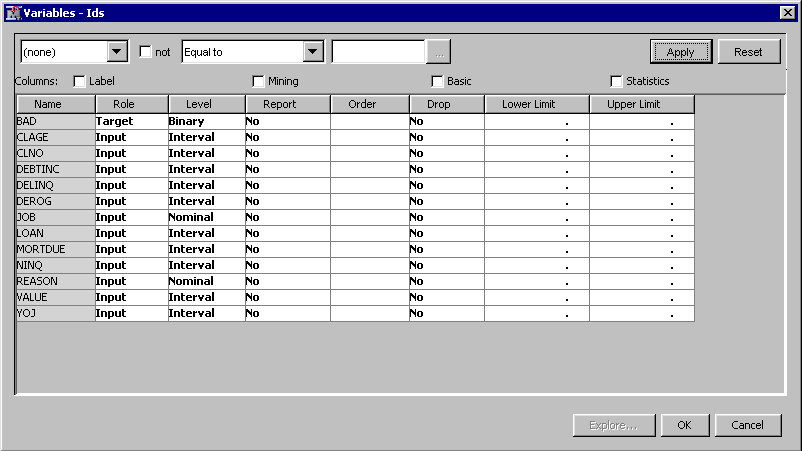 Variables - Ids
(none) not Equal to ... Apply Reset
Columns: Label Mining Basic Statistics
Name Role Level Report Order Drop Lower Limit Upper Limit
BAD Target Binary No No . .
CLAGE Input Interval No No . .
CLNO Input Interval No No . .
DEBTINC Input Interval No No . .
DELINQ Input Interval No No . .
DEROG Input Interval No No . .
JOB Input Nominal No No . .
LOAN Input Interval No No . .
MORTDUE Input Interval No No . .
NINQ Input Interval No No . .
REASON Input Nominal No No . .
VALUE Input Interval No No . .
YOJ Input Interval No No . .
Explore... OK Cancel